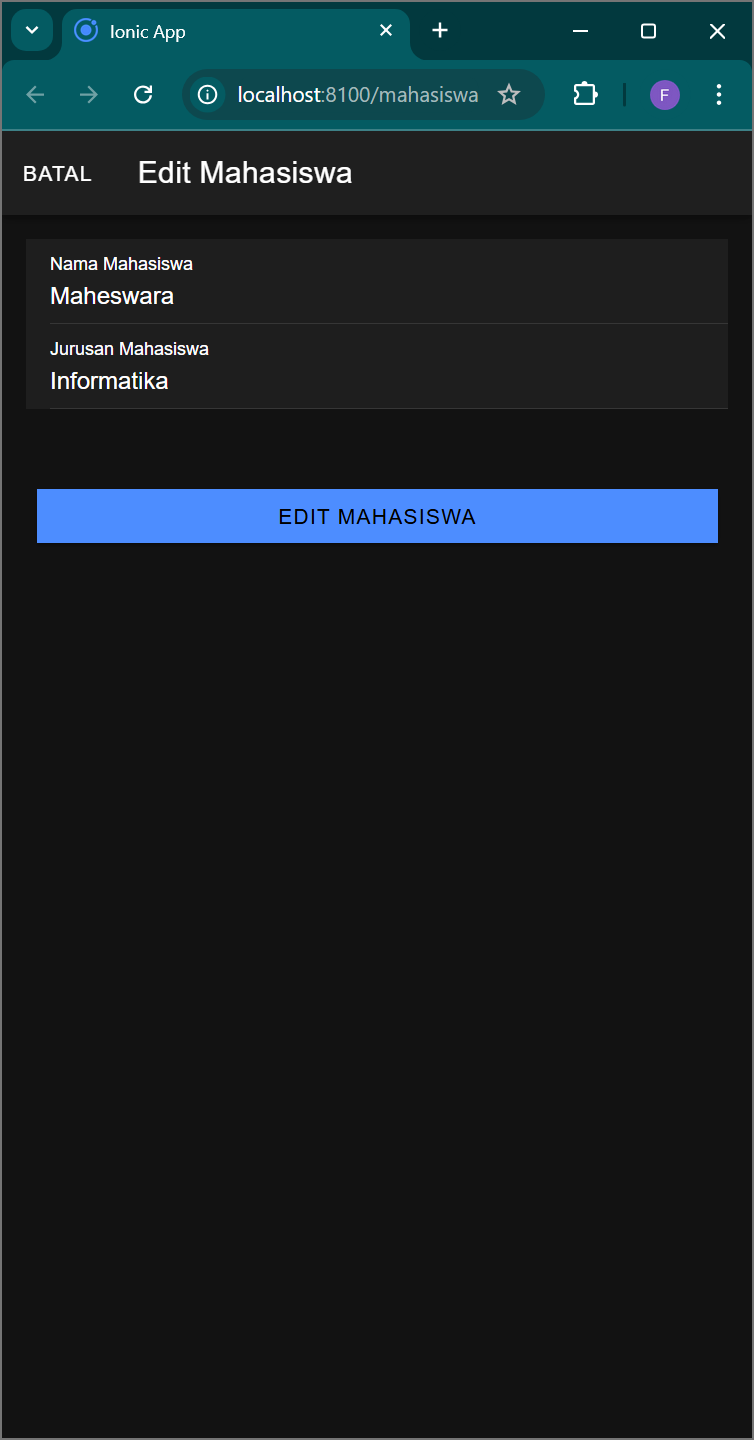 Ionic App
localhost:8100/mahasiswa
F
BATAL
Edit Mahasiswa
Nama Mahasiswa
Maheswara
Jurusan Mahasiswa
Informatika
EDIT MAHASISWA